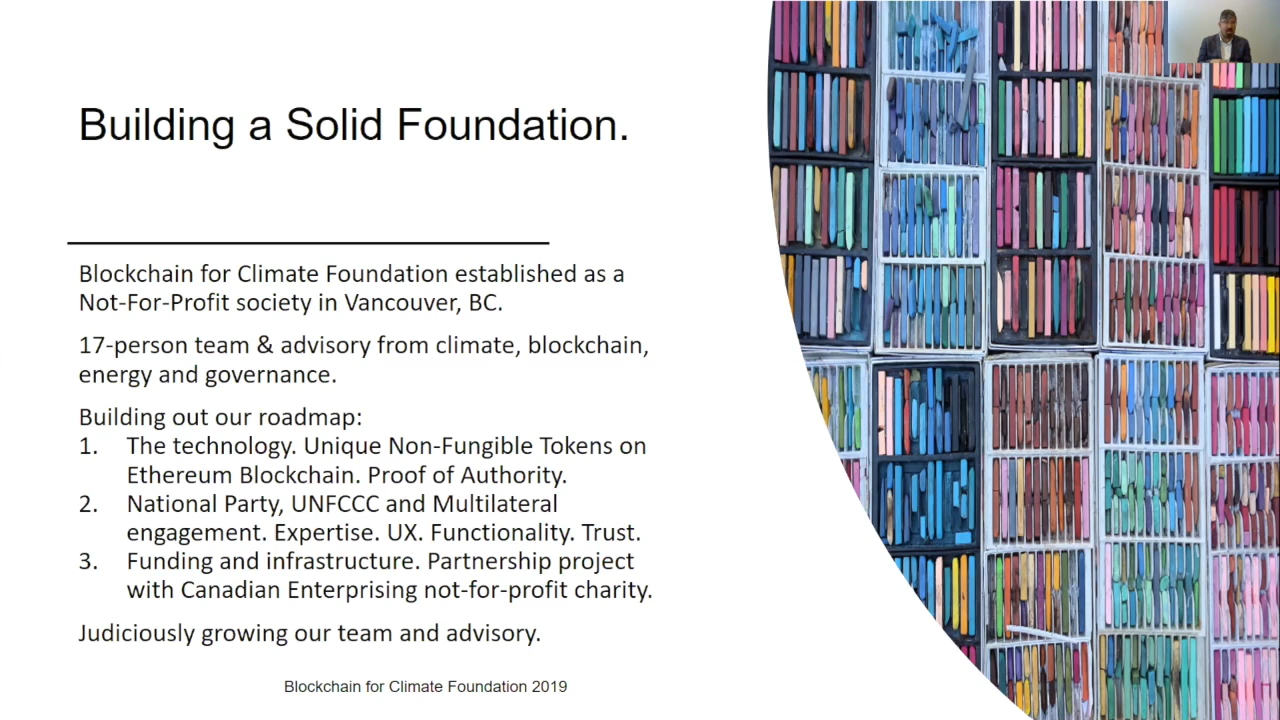 Building a Solid Foundation.
Blockchain for Climate Foundation established as a
Not-For-Profit society in Vancouver, BC.
17-person team & advisory from climate, blockchain,
energy and governance.
Building out our roadmap:
1. The technology. Unique Non-Fungible Tokens on
Ethereum Blockchain. Proof of Authority.
2. National Party, UNFCCC and Multilateral
engagement. Expertise. UX. Functionality. Trust.
3. Funding and infrastructure. Partnership project
with Canadian Enterprising not-for-profit charity.
Judiciously growing our team and advisory.
Blockchain for Climate Foundation 2019